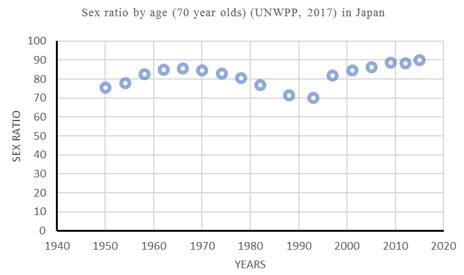 Sex ratio by age (70 year olds) (UNWPP, 2017) in Japan
100
90
80
70
60
50
40
30
20
10
0
SEX RATIO
1940 1950 1960 1970 1980 1990 2000 2010 2020
YEARS